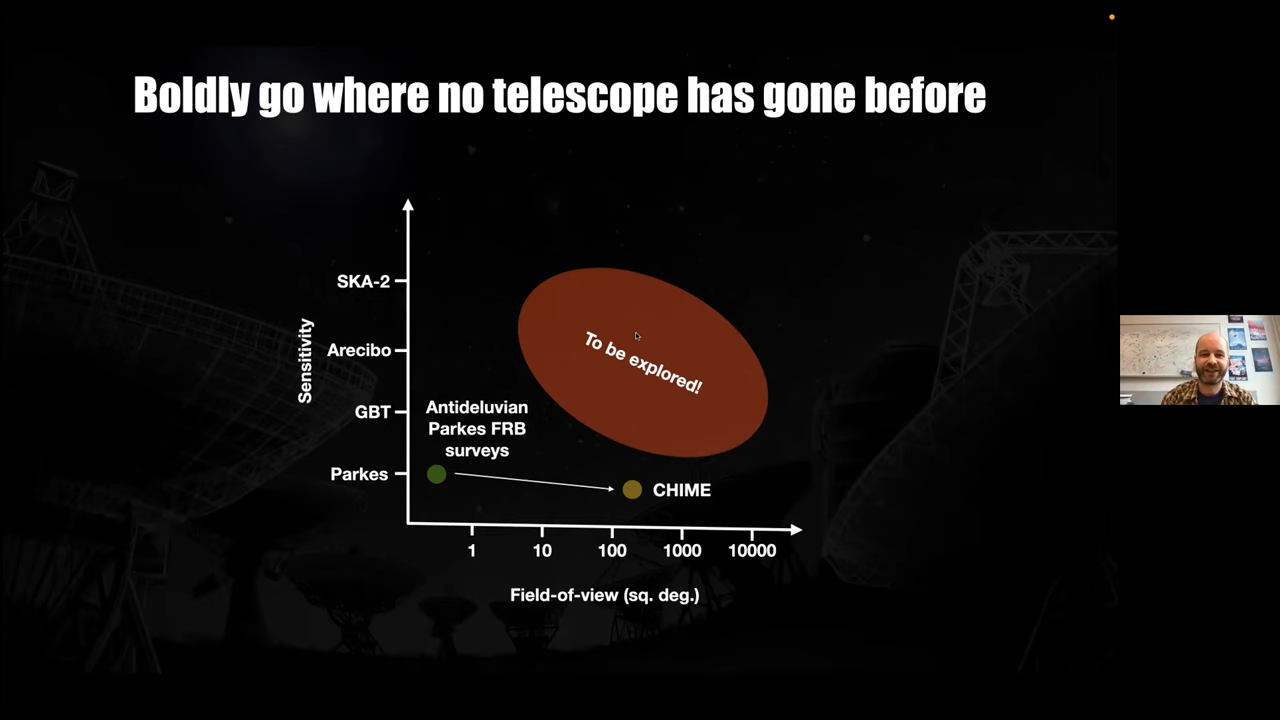 Boldly go where no telescope has gone before
Sensitivity
SKA-2
Arecibo
GBT
Parkes
To be explored!
Antideluvian
Parkes FRB
surveys
CHIME
1
10
100
1000
10000
Field-of-view (sq. deg.)